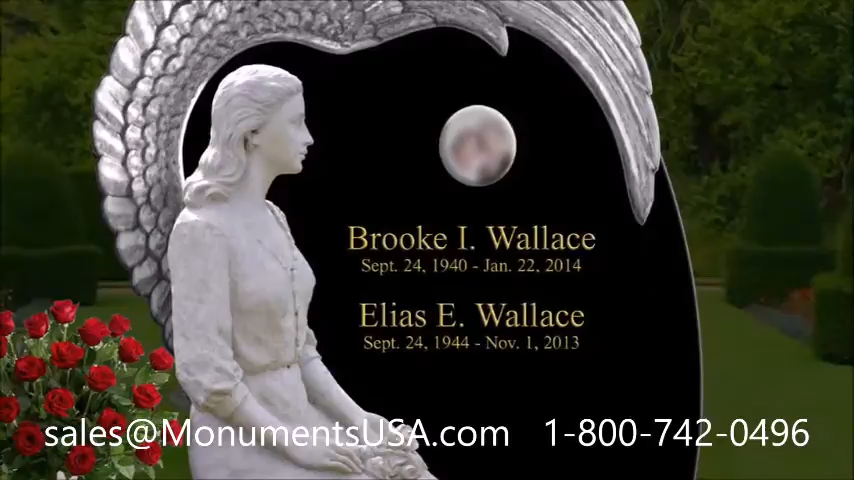 Brooke I. Wallace
Sept. 24, 1940 - Jan. 22, 2014
Elias E. Wallace
Sept. 24, 1944 - Nov. 1, 2013
sales@MonumentsUSA.com 1-800-742-0496